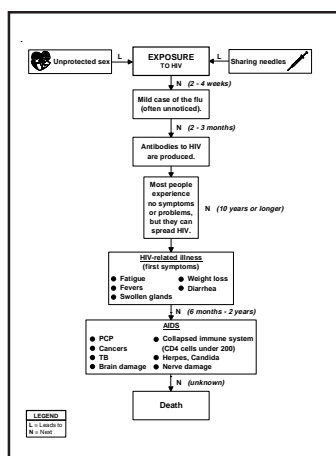 Unprotected sex
L
EXPOSURE
TO HIV
L
Sharing needles
N (2 - 4 weeks)
Mild case of the flu
(often unnoticed).
N (2 - 3 months)
Antibodies to HIV
are produced.
Most people
experience
no symptoms
or problems,
but they can
spread HIV.
N (10 years or longer)
HIV-related illness
(first symptoms)
● Fatigue
● Fevers
● Swollen glands
● Weight loss
● Diarrhea
N (6 months - 2 years)
AIDS
● PCP
● Cancers
● TB
● Brain damage
● Collapsed immune system
(CD4 cells under 200)
● Herpes, Candida
● Nerve damage
N (unknown)
Death
LEGEND
L = Leads to
N = Next